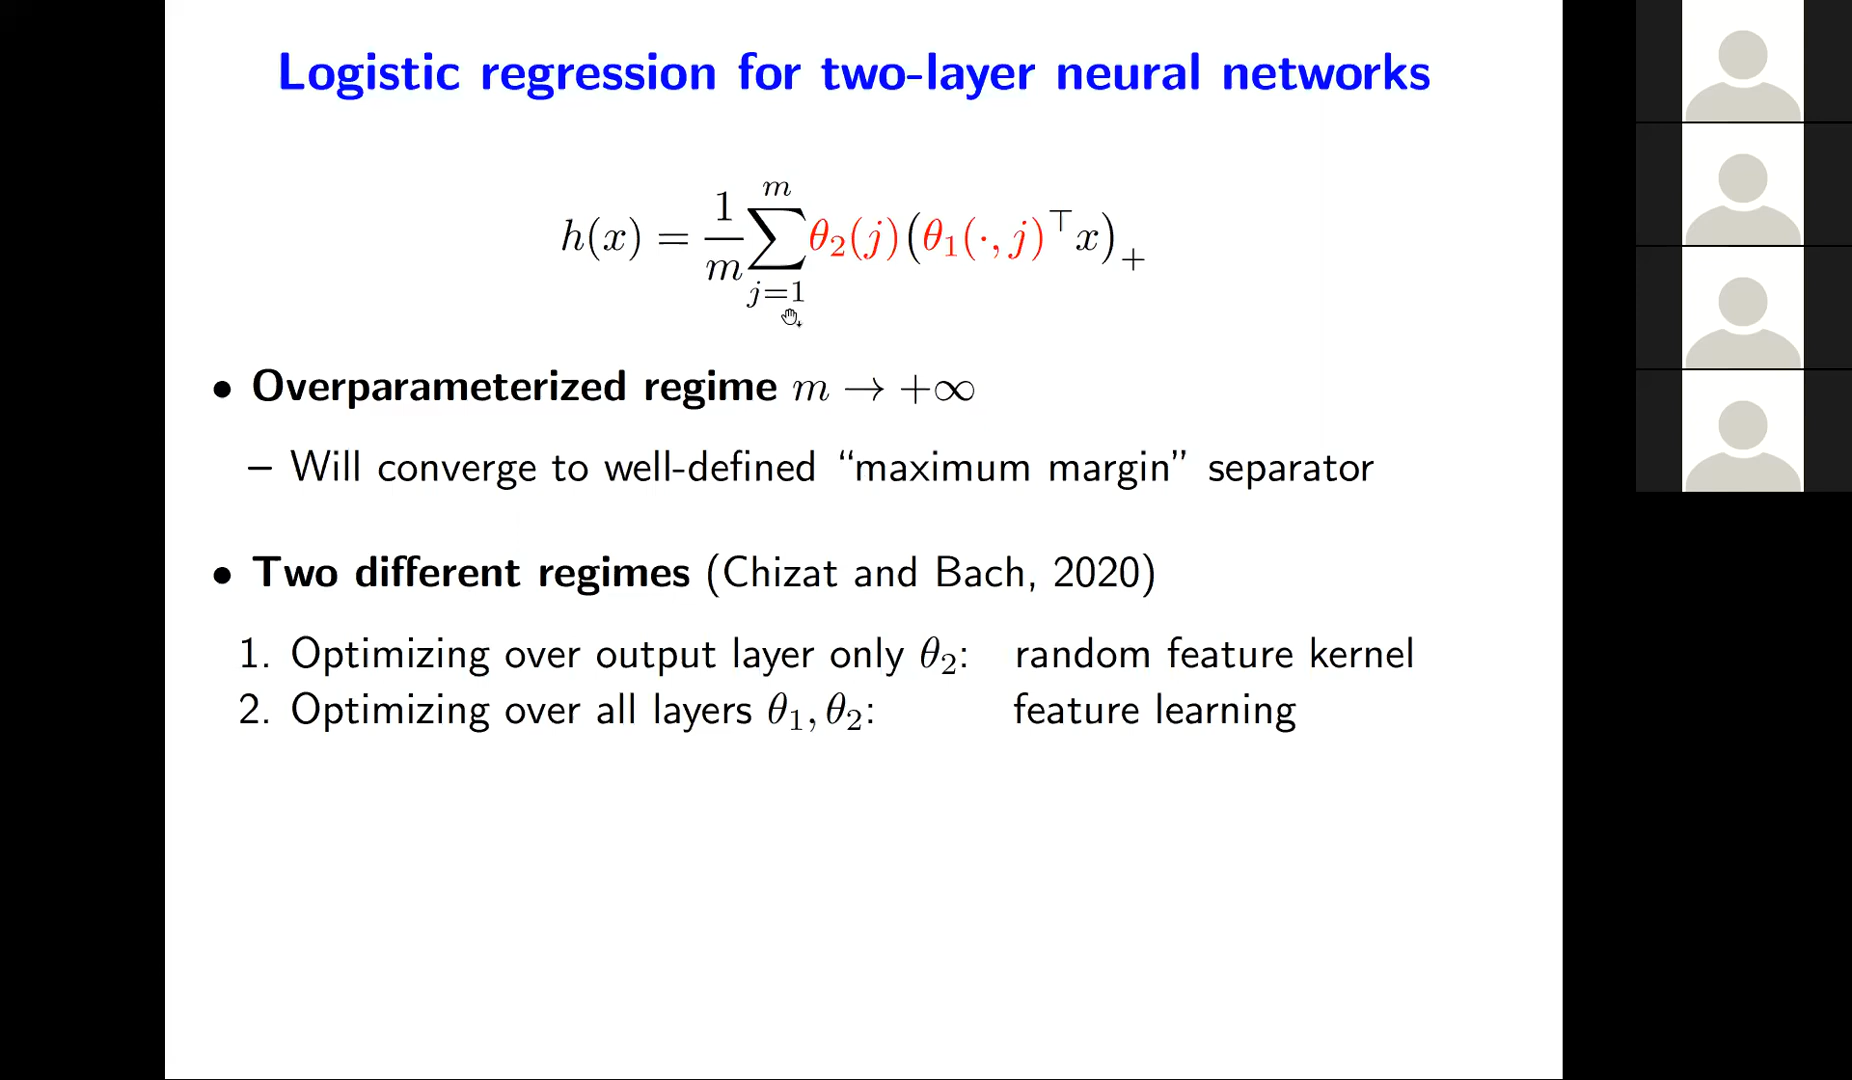 Logistic regression for two-layer neural networks
h(x) = \frac{1}{m} \sum_{j=1}^{m} θ₂(j)(θ₁(·, j)^⊤ x)₊
• Overparameterized regime m → +∞
– Will converge to well-defined “maximum margin” separator
• Two different regimes (Chizat and Bach, 2020)
1. Optimizing over output layer only θ₂: random feature kernel
2. Optimizing over all layers θ₁, θ₂: feature learning